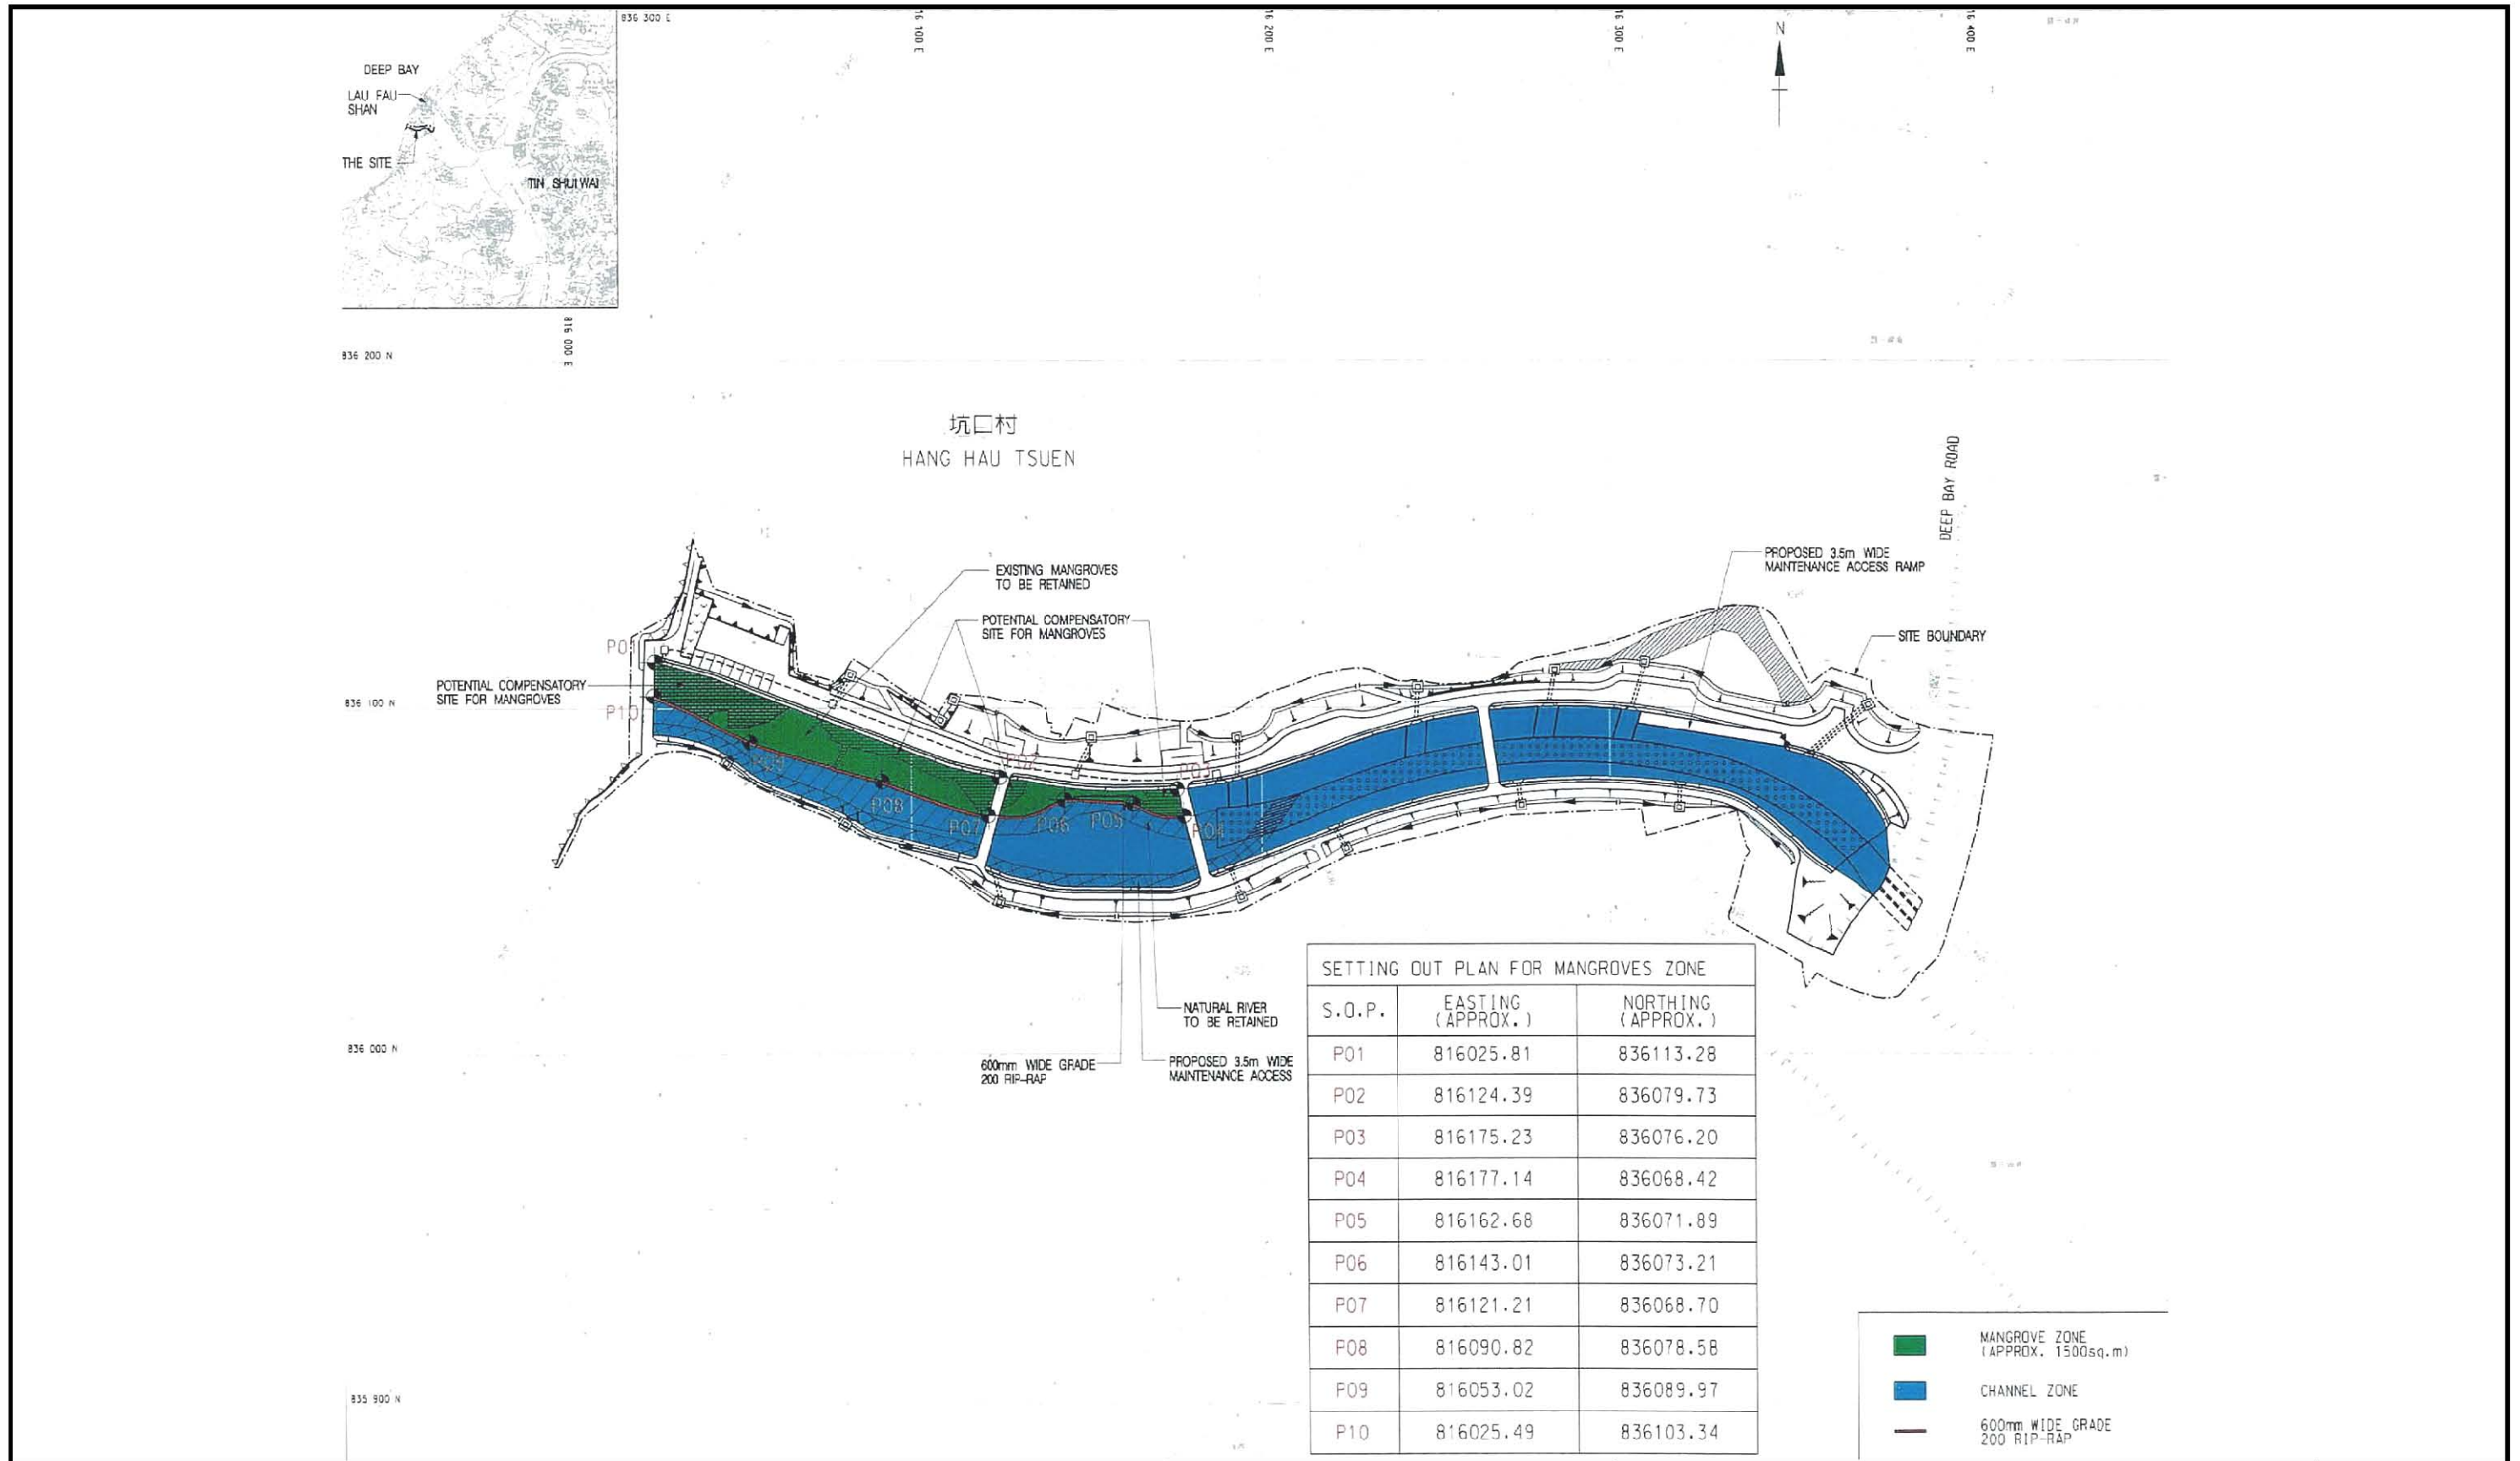 836 300 E
16 100 E
16 200 E
16 300 E
16 400 E
N
DEEP BAY
LAU FAU
SHAN
THE SITE
TIN SHUI WAI
816 000 E
836 200 N
坑口村
HANG HAU TSUEN
DEEP BAY ROAD
EXISTING MANGROVES
TO BE RETAINED
PROPOSED 3.5m WIDE
MAINTENANCE ACCESS RAMP
POTENTIAL COMPENSATORY
SITE FOR MANGROVES
SITE BOUNDARY
P01
POTENTIAL COMPENSATORY
SITE FOR MANGROVES
836 100 N
P10
P09
P02
P03
P08
P07
P06
P05
P04
NATURAL RIVER
TO BE RETAINED
836 000 N
600mm WIDE GRADE
200 RIP-RAP
PROPOSED 3.5m WIDE
MAINTENANCE ACCESS
SETTING OUT PLAN FOR MANGROVES ZONE
S.O.P. EASTING (APPROX.) NORTHING (APPROX.)
P01 816025.81 836113.28
P02 816124.39 836079.73
P03 816175.23 836076.20
P04 816177.14 836068.42
P05 816162.68 836071.89
P06 816143.01 836073.21
P07 816121.21 836068.70
P08 816090.82 836078.58
P09 816053.02 836089.97
P10 816025.49 836103.34
835 900 N
MANGROVE ZONE
(APPROX. 1500sq.m)
CHANNEL ZONE
600mm WIDE GRADE
200 RIP-RAP